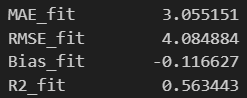 MAE_fit 3.055151
RMSE_fit 4.084884
Bias_fit -0.116627
R2_fit 0.563443